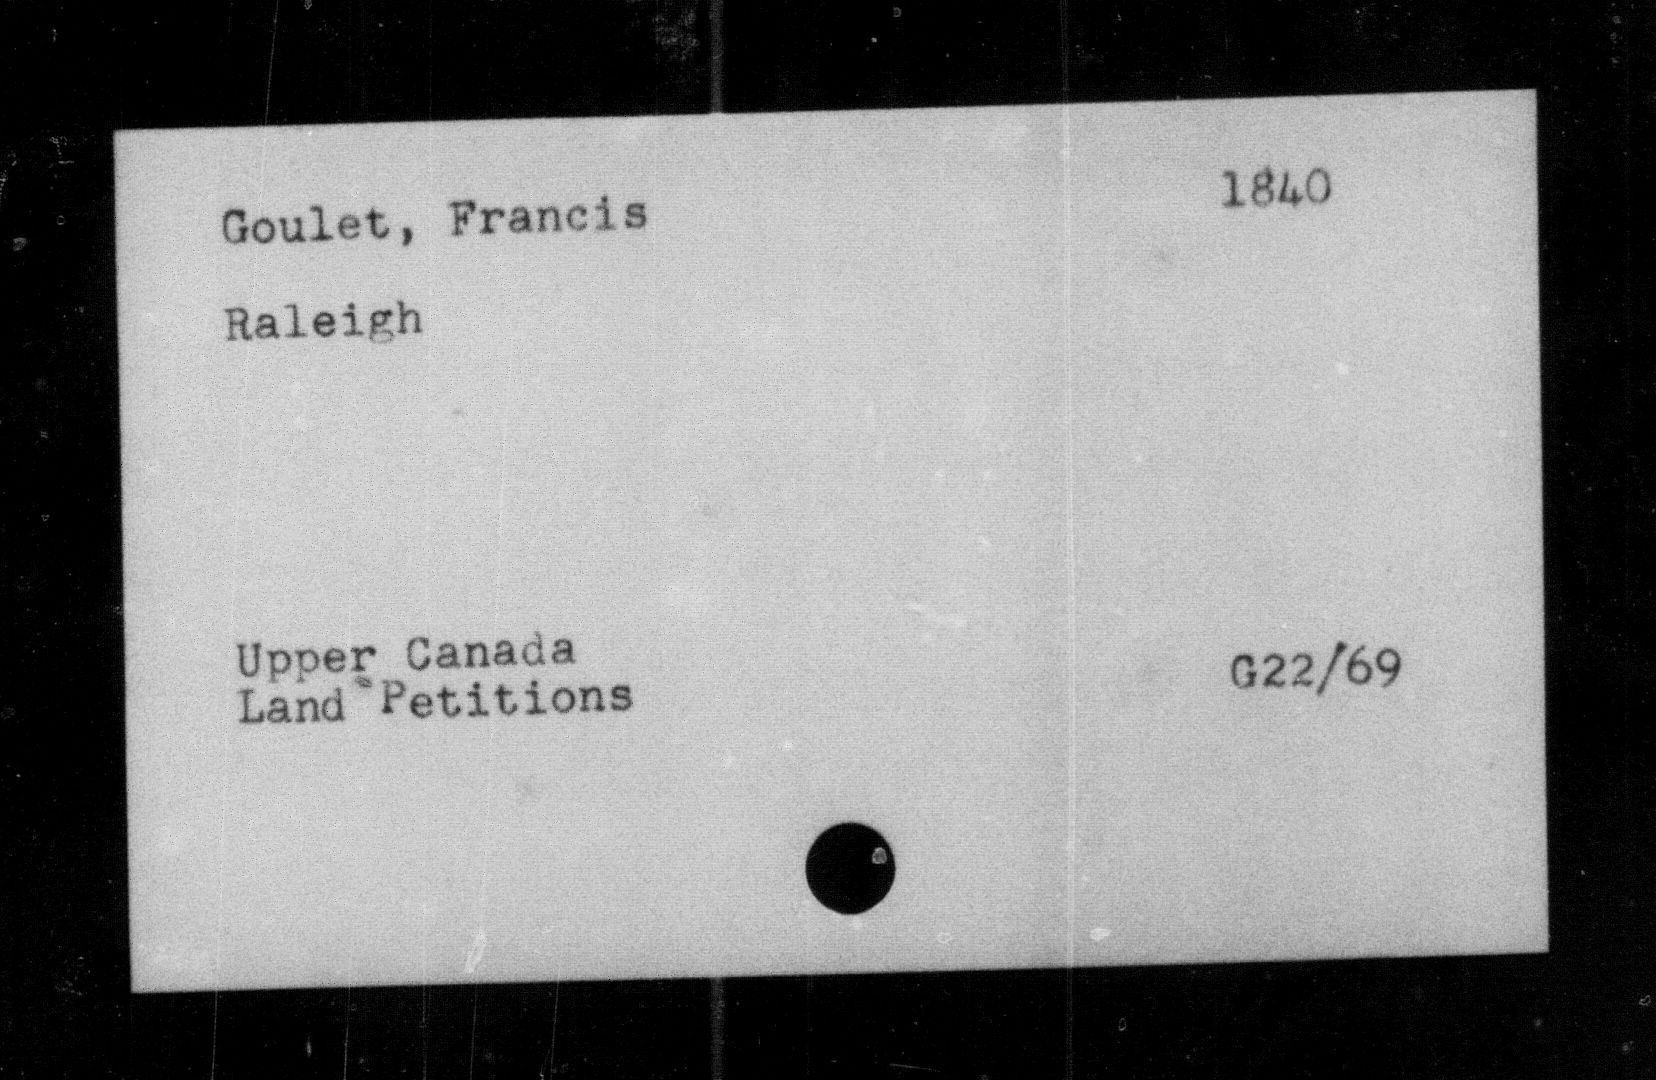 Goulet, Francis
1840
Raleigh
Upper Canada
Land Petitions
G22/69